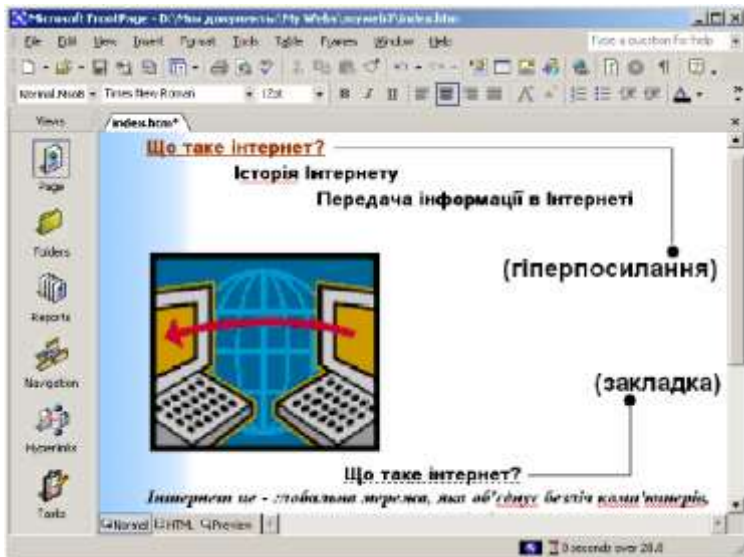 Microsoft FrontPage - D:\Мои документы\My Webs\myweb3\index.htm
File Edit View Insert Format Tools Table Frames Window Help Type a question for help
Normal Times New Roman 12pt
Views /index.htm*
Page
Folders
Reports
Navigation
Hyperlinks
Tasks
Що таке інтернет?
Історія Інтернету
Передача інформації в Інтернеті
(гіперпосилання)
(закладка)
Що таке інтернет?
Інтернет це - глобальна мережа, яка об'єднує безліч комп'ютерів,
Normal HTML Preview
0 seconds over 28.8